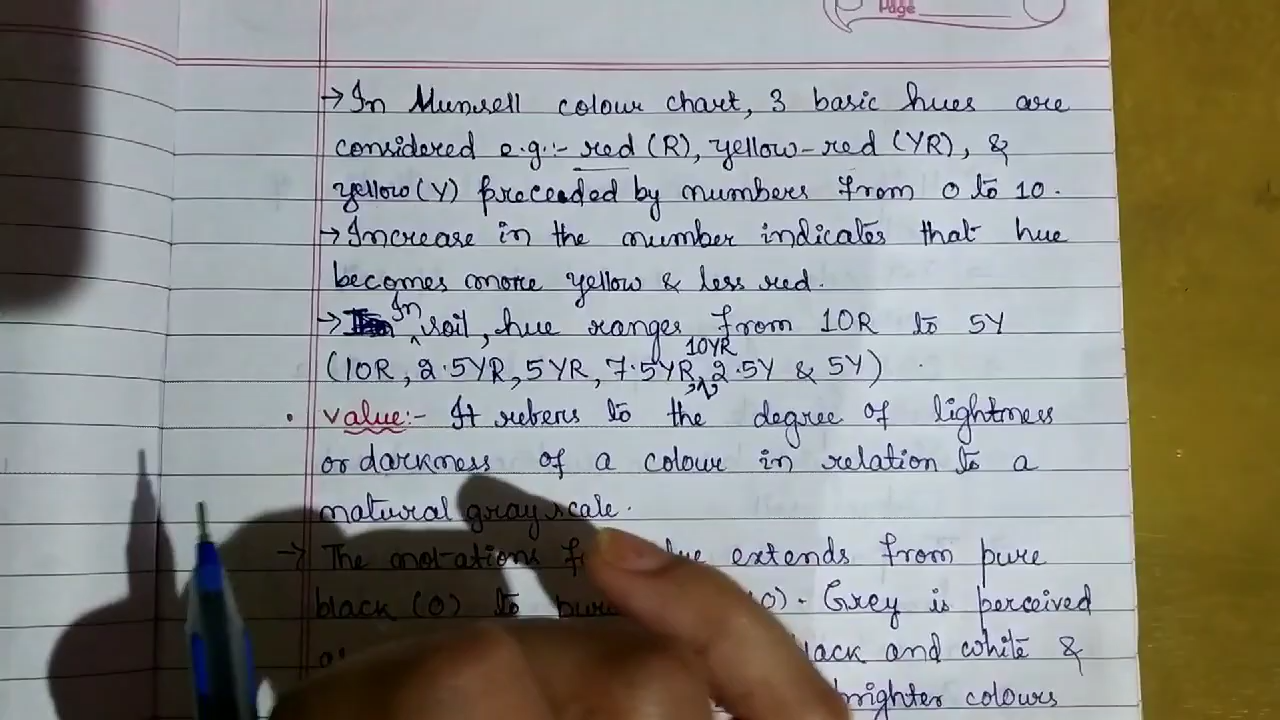 Page
→ In Munsell colour chart, 3 basic hues are
considered e.g:- red (R), yellow-red (YR), &
yellow (Y) preceeded by numbers from 0 to 10.
→ Increase in the number indicates that hue
becomes more yellow & less red.
→ In soil, hue ranges from 10R to 5Y
(10R, 2.5YR, 5YR, 7.5YR, 10YR, 2.5Y & 5Y)
• Value:- It refers to the degree of lightness
or darkness of a colour in relation to a
natural gray scale.
→ The notations extends from pure
black (0) to Grey is perceived
black and white &
brighter colours